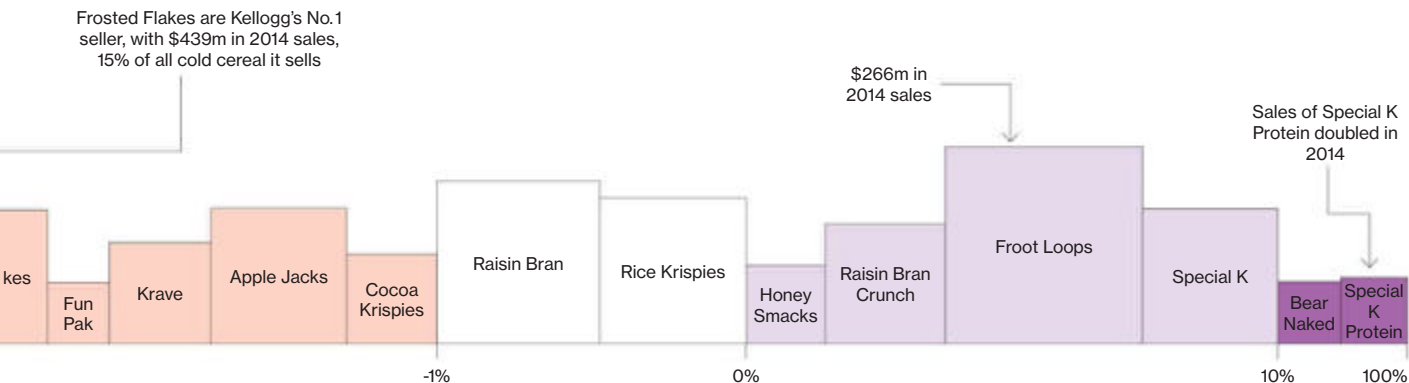 Frosted Flakes are Kellogg's No.1
seller, with $439m in 2014 sales,
15% of all cold cereal it sells
$266m in
2014 sales
Sales of Special K
Protein doubled in
2014
kes
Fun
Pak
Krave
Apple Jacks
Cocoa
Krispies
Raisin Bran
Rice Krispies
Honey
Smacks
Raisin Bran
Crunch
Froot Loops
Special K
Bear
Naked
Special
K
Protein
-1%
0%
10%
100%